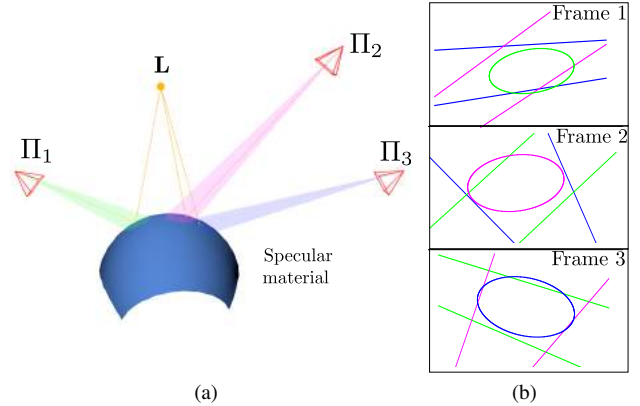 L
Π1
Π2
Π3
Specular
material
(a)
Frame 1
Frame 2
Frame 3
(b)